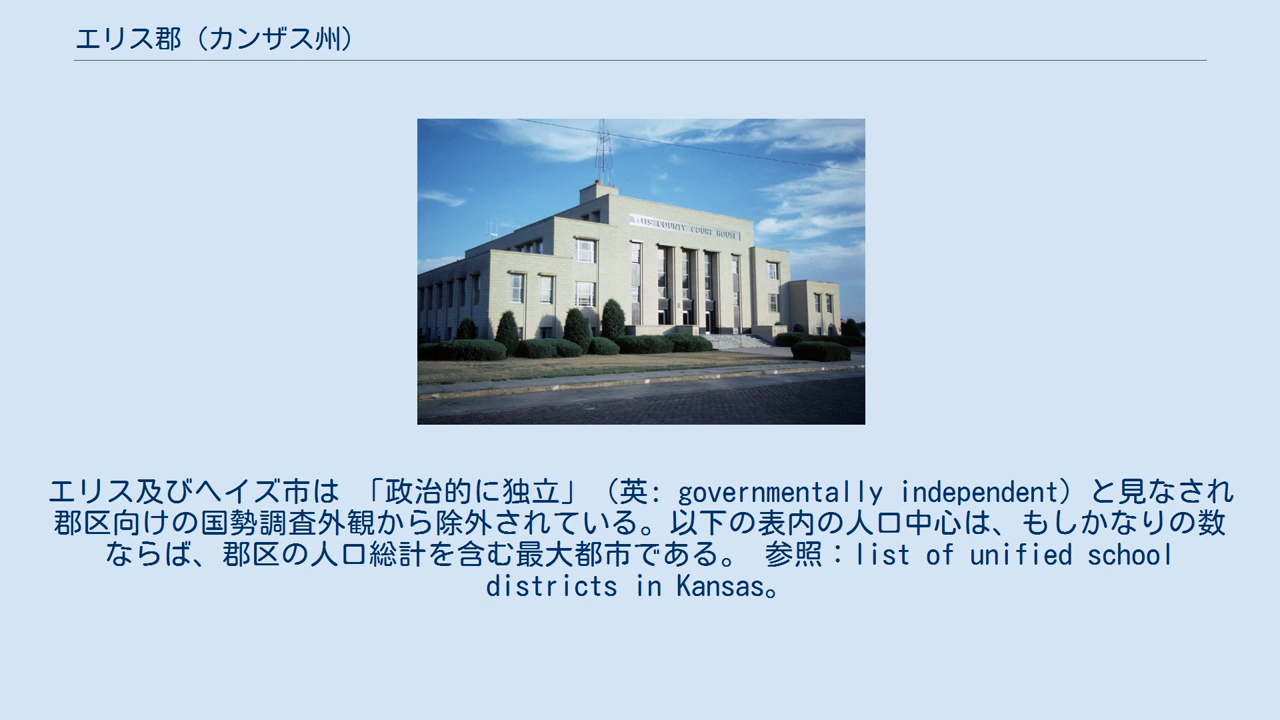 エリス郡（カンザス州）
ELLIS COUNTY COURT HOUSE
エリス及びヘイズ市は 「政治的に独立」（英: governmentally independent）と見なされ
郡区向けの国勢調査外観から除外されている。以下の表内の人口中心は、もしかなりの数
ならば、郡区の人口総計を含む最大都市である。 参照：list of unified school
districts in Kansas。